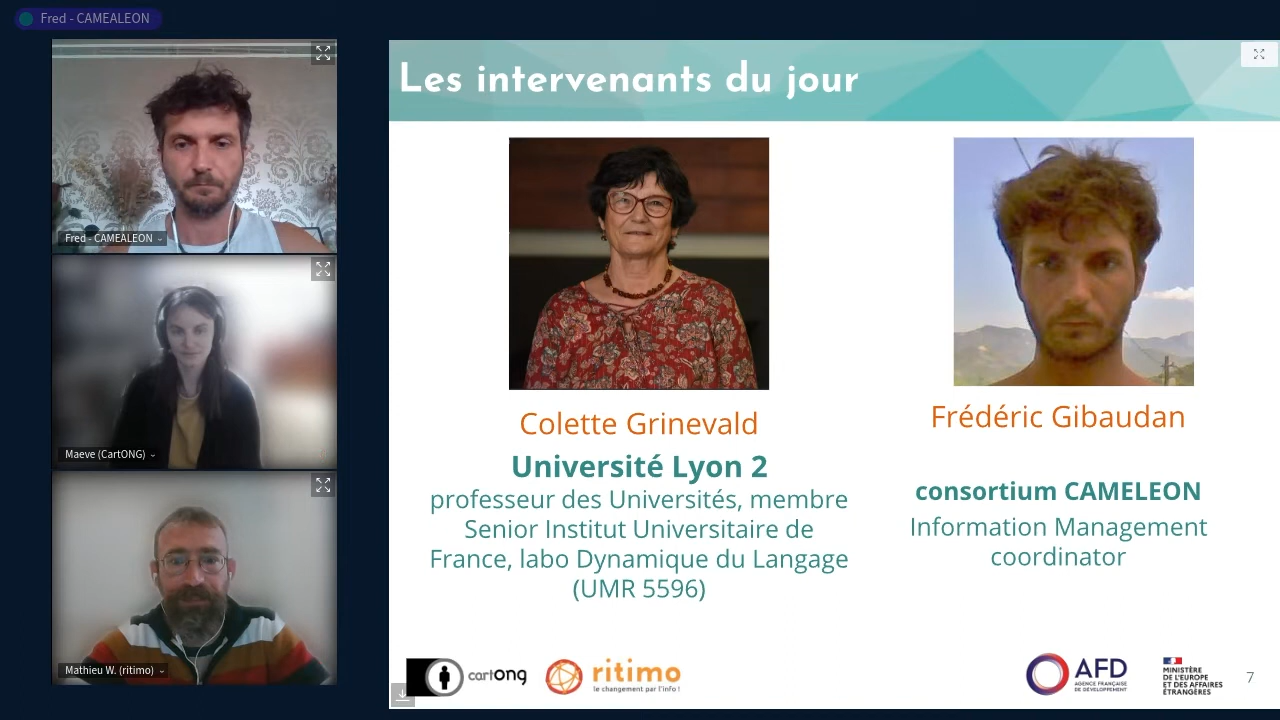 Fred - CAMEALEON
Fred - CAMEALEON
Maeve (CartONG)
Mathieu W. (ritimo)
Les intervenants du jour
Colette Grinevald
Université Lyon 2
professeur des Universités, membre
Senior Institut Universitaire de
France, labo Dynamique du Langage
(UMR 5596)
Frédéric Gibaudan
consortium CAMELEON
Information Management
coordinator
cartONG
ritimo
le changement par l'info !
AFD
AGENCE FRANÇAISE
DE DÉVELOPPEMENT
MINISTÈRE
DE L'EUROPE
ET DES AFFAIRES
ÉTRANGÈRES
7